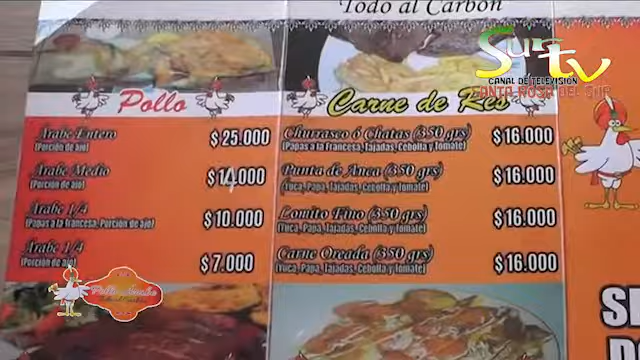 Todo al Carbón
Sur tv
CANAL DE TELEVISIÓN
SANTA ROSA DEL SUR
Pollo
Carne de Res
Árabe Entero
(Porción de ajo)
$ 25.000
Árabe Medio
(Porción de ajo)
$ 14.000
Árabe 1/4
(Papas a la francesa, Porción de ajo)
$ 10.000
Árabe 1/4
(Porción de ajo)
$ 7.000
Churrasco ó Chatas (350 grs)
(Papas a la Francesa, Tajadas, Cebolla y Tomate)
$ 16.000
Punta de Anca (350 grs)
(Yuca, Papa, Tajadas, Cebolla y Tomate)
$ 16.000
Lomito Fino (350 grs)
(Yuca, Papa, Tajadas, Cebolla y Tomate)
$ 16.000
Carne Oreada (350 grs)
(Yuca, Papa, Tajadas, Cebolla y Tomate)
$ 16.000
Pollo Árabe